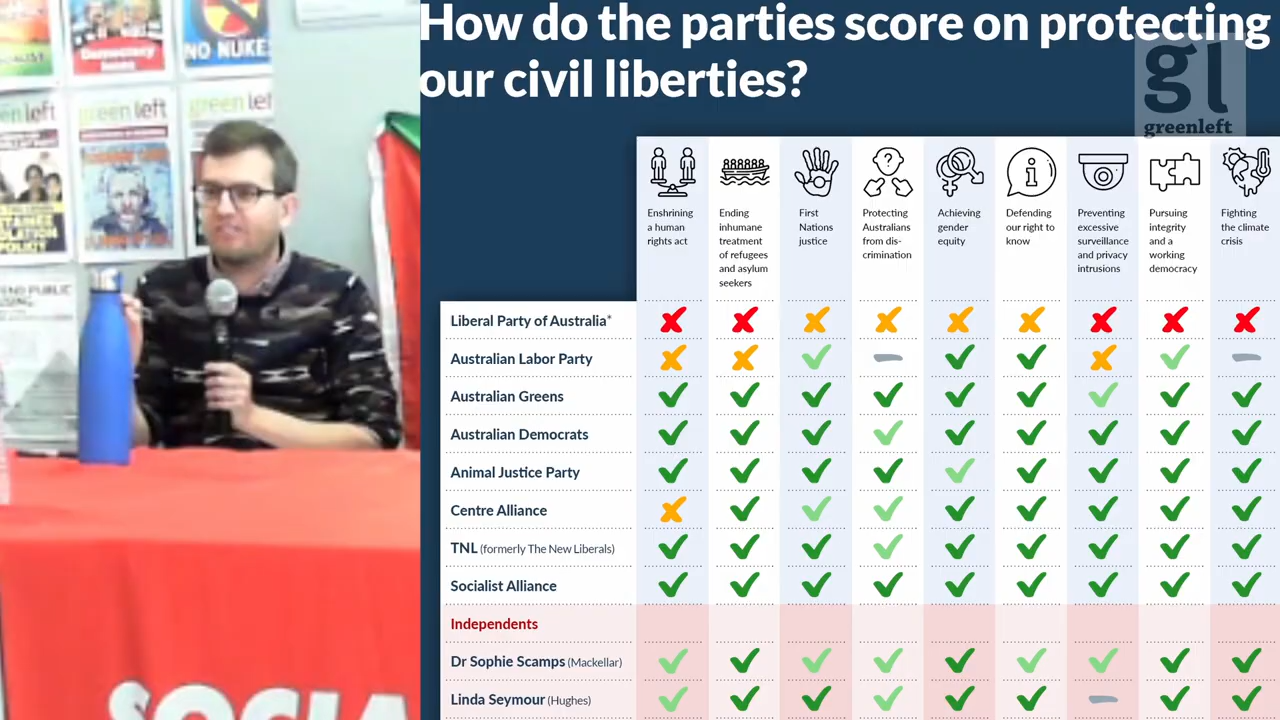 How do the parties score on protecting
our civil liberties?
gl
greenleft
Enshrining
a human
rights act
Ending
inhumane
treatment
of refugees
and asylum
seekers
First
Nations
justice
Protecting
Australians
from dis-
crimination
Achieving
gender
equity
Defending
our right to
know
Preventing
excessive
surveillance
and privacy
intrusions
Pursuing
integrity
and a
working
democracy
Fighting
the climate
crisis
Liberal Party of Australia*
Australian Labor Party
Australian Greens
Australian Democrats
Animal Justice Party
Centre Alliance
TNL (formerly The New Liberals)
Socialist Alliance
Independents
Dr Sophie Scamps (Mackellar)
Linda Seymour (Hughes)
NO NUKE
green left
green left
green lef
SOCIA